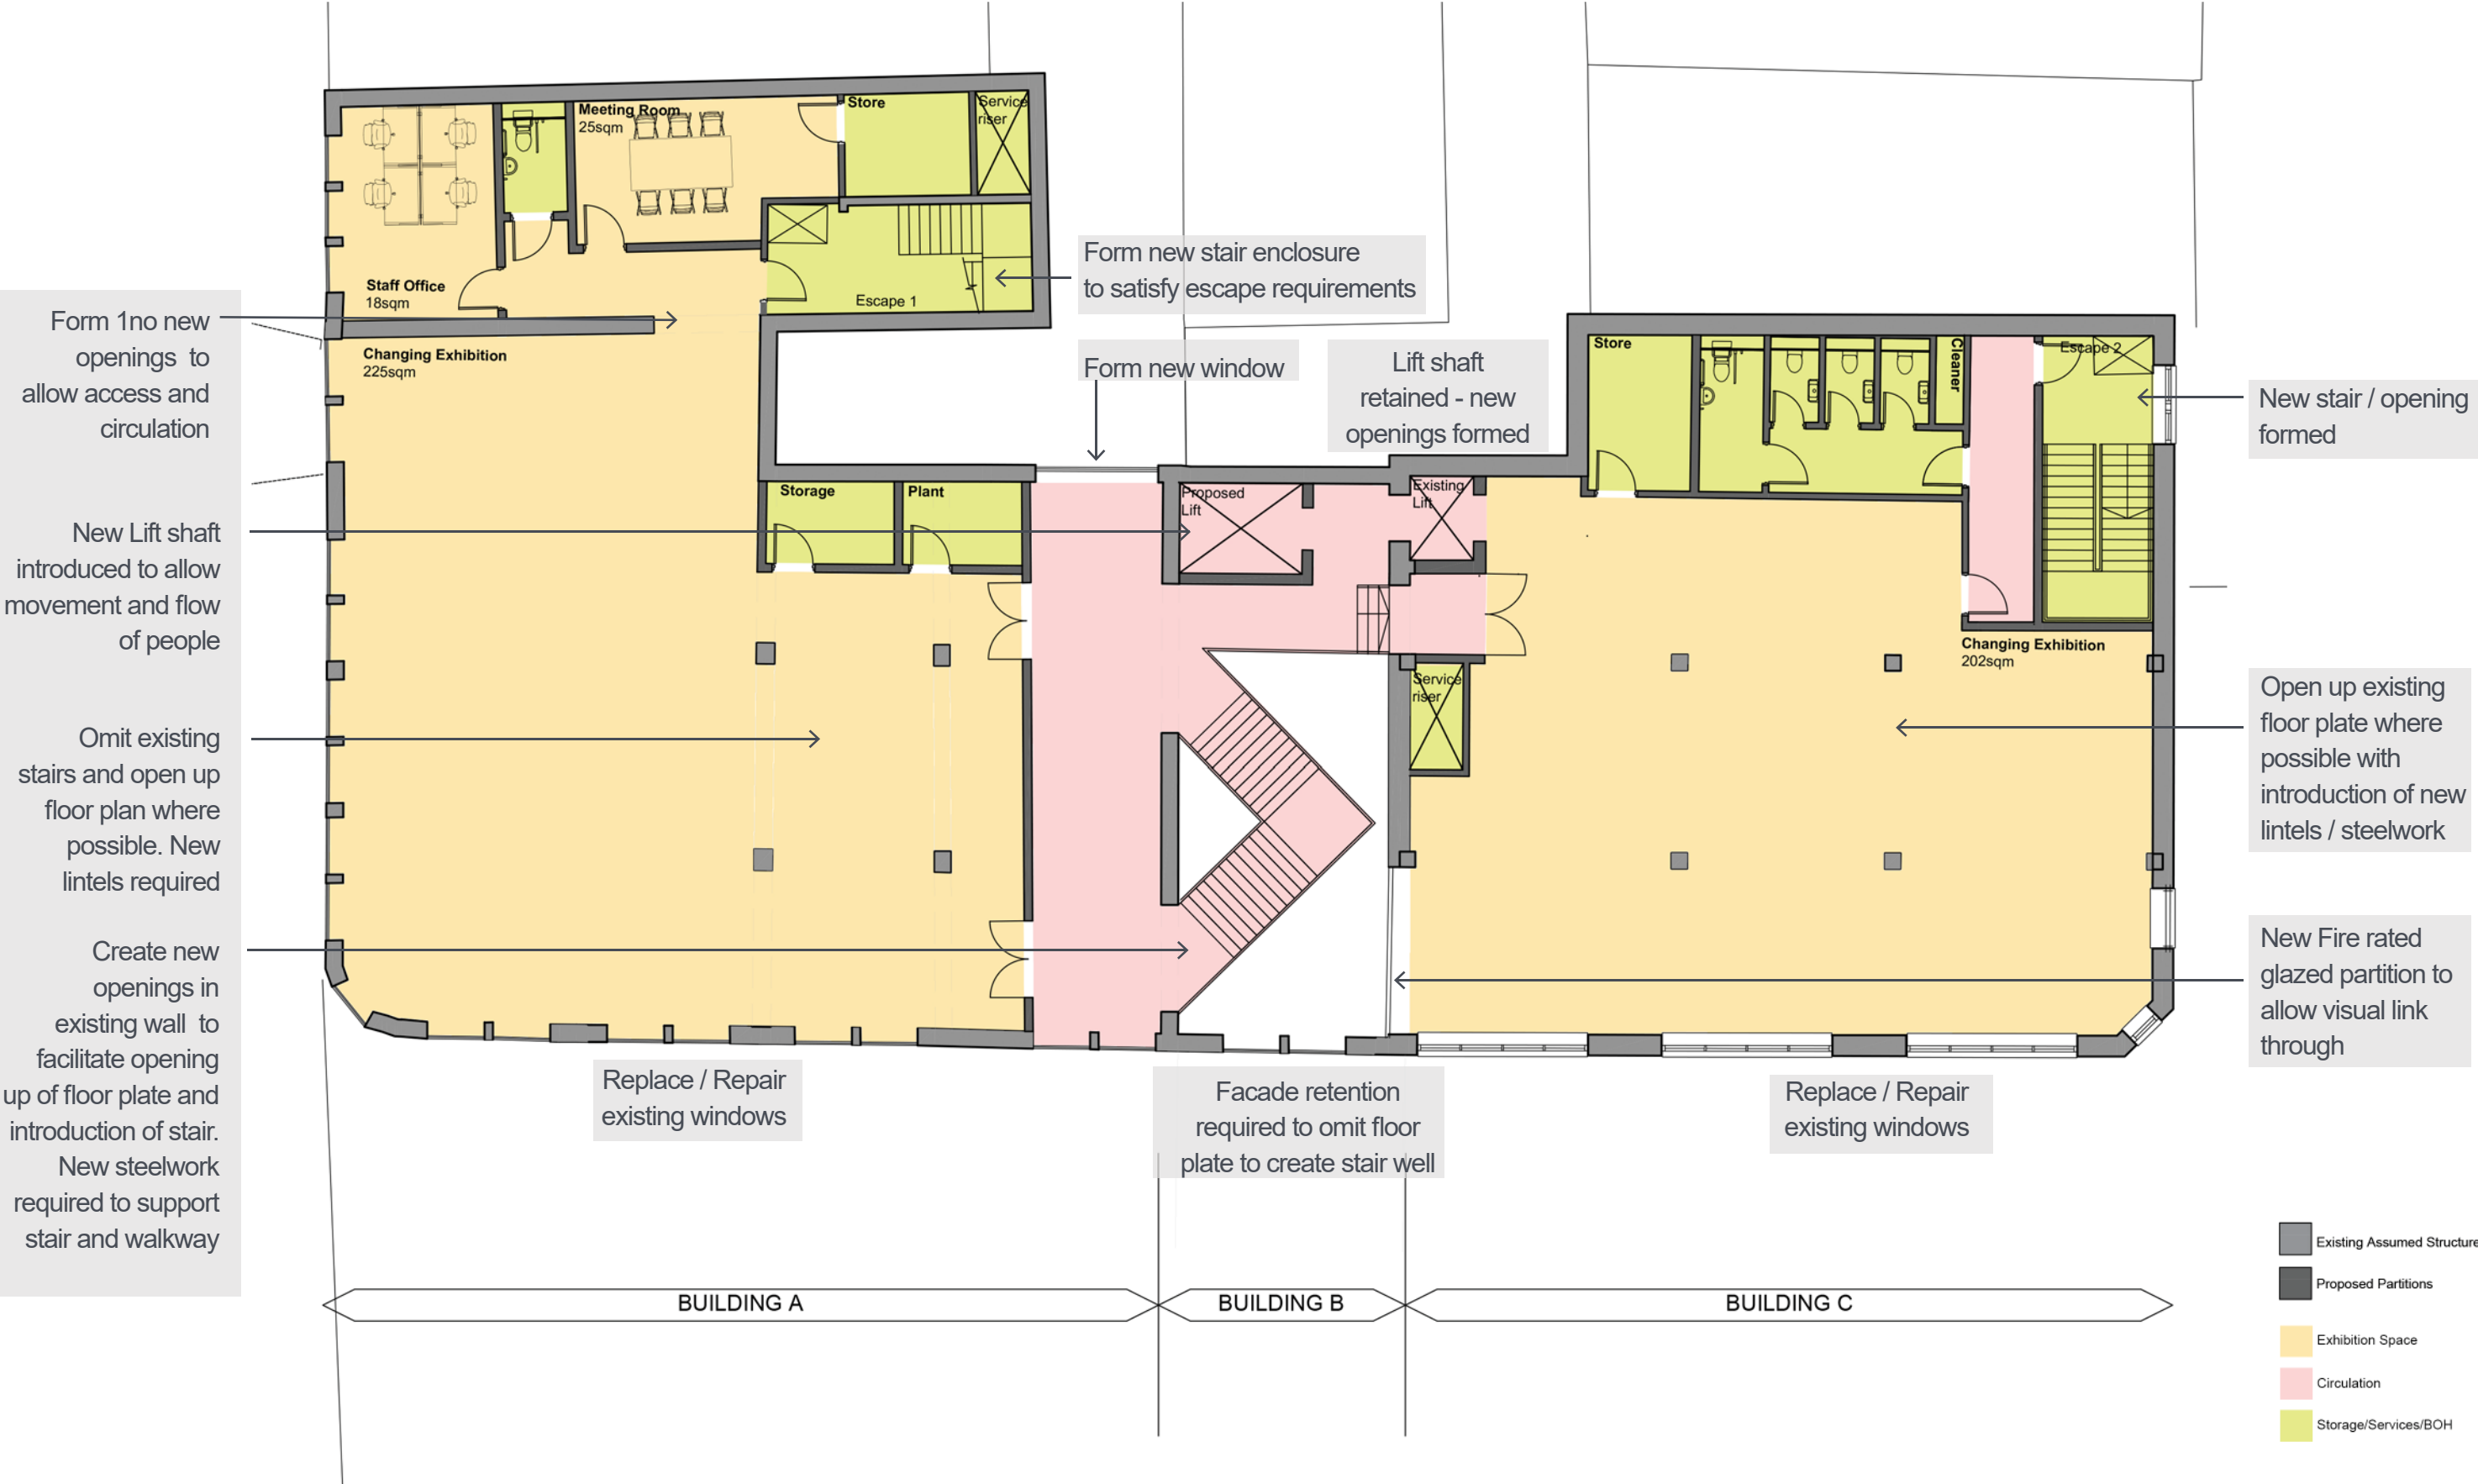 Meeting Room
25sqm
Store
Service
riser
Staff Office
18sqm
Escape 1
Form new stair enclosure
to satisfy escape requirements
Form 1no new
openings to
allow access and
circulation
Changing Exhibition
225sqm
Form new window
Lift shaft
retained - new
openings formed
Store
Cleaner
Escape 2
New stair / opening
formed
Storage
Plant
Proposed
Lift
Existing
Lift
New Lift shaft
introduced to allow
movement and flow
of people
Changing Exhibition
202sqm
Service
riser
Open up existing
floor plate where
possible with
introduction of new
lintels / steelwork
Omit existing
stairs and open up
floor plan where
possible. New
lintels required
Create new
openings in
existing wall to
facilitate opening
up of floor plate and
introduction of stair.
New steelwork
required to support
stair and walkway
New Fire rated
glazed partition to
allow visual link
through
Replace / Repair
existing windows
Facade retention
required to omit floor
plate to create stair well
Replace / Repair
existing windows
BUILDING A
BUILDING B
BUILDING C
Existing Assumed Structure
Proposed Partitions
Exhibition Space
Circulation
Storage/Services/BOH